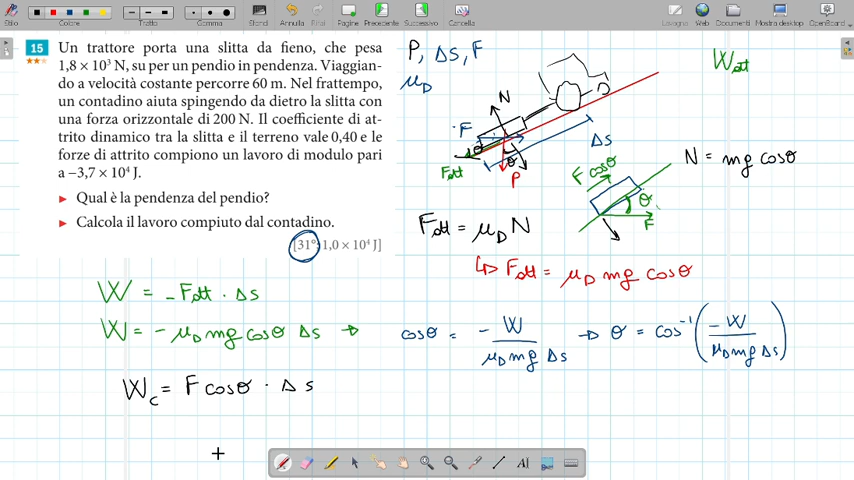 Stilo Colore Tratto Gamma Stand Annulla Rifai Pagine Precedente Successivo Cancella Lavagna Web Documenti Mostra desktop OpenBoard
15 Un trattore porta una slitta da fieno, che pesa
1,8 × 10³ N, su per un pendio in pendenza. Viaggian-
do a velocità costante percorre 60 m. Nel frattempo,
un contadino aiuta spingendo da dietro la slitta con
una forza orizzontale di 200 N. Il coefficiente di at-
trito dinamico tra la slitta e il terreno vale 0,40 e le
forze di attrito compiono un lavoro di modulo pari
a −3,7 × 10⁴ J.
▶ Qual è la pendenza del pendio?
▶ Calcola il lavoro compiuto dal contadino.
[31°; 1,0 × 10⁴ J]
P, Δs, F
μD
Watt
N
F
θ
θ
Fatt
P
Δs
F cosθ
θ
F
N = mg cosθ
Fatt = μD N
↳ Fatt = μD mg cosθ
W = -Fatt · Δs
W = - μD mg cosθ Δs → cosθ = - W / μD mg Δs → θ = cos⁻¹ ( -W / μD mg Δs )
Wc = F cosθ · Δs